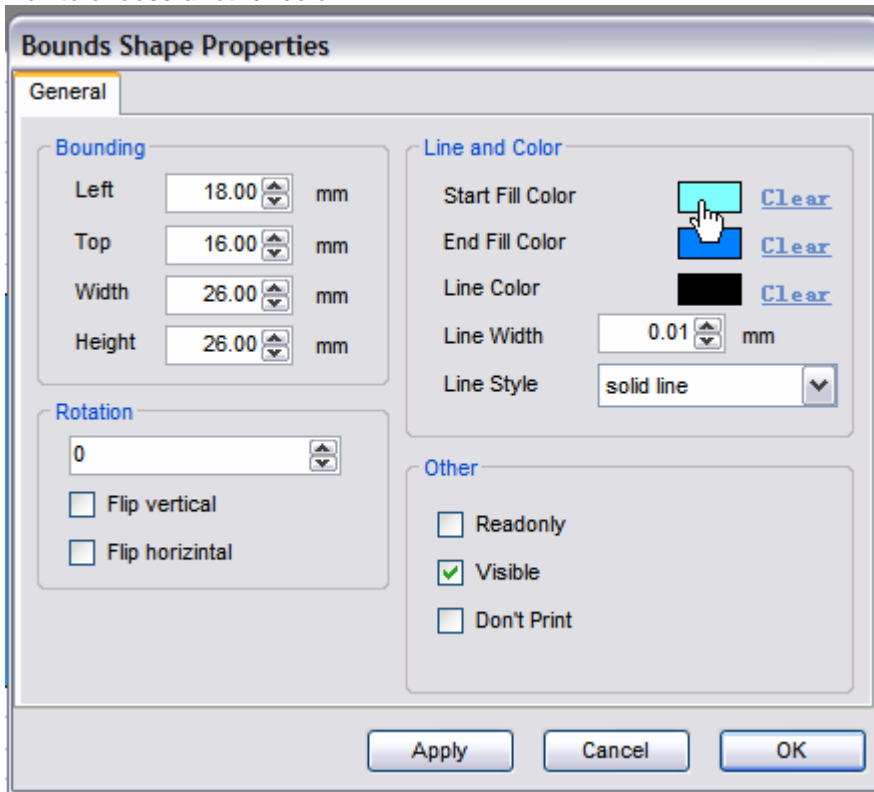 Bounds Shape Properties
General
Bounding
Left 18.00 mm
Top 16.00 mm
Width 26.00 mm
Height 26.00 mm
Rotation
0
Flip vertical
Flip horizintal
Line and Color
Start Fill Color Clear
End Fill Color Clear
Line Color Clear
Line Width 0.01 mm
Line Style solid line
Other
Readonly
Visible
Don't Print
Apply Cancel OK